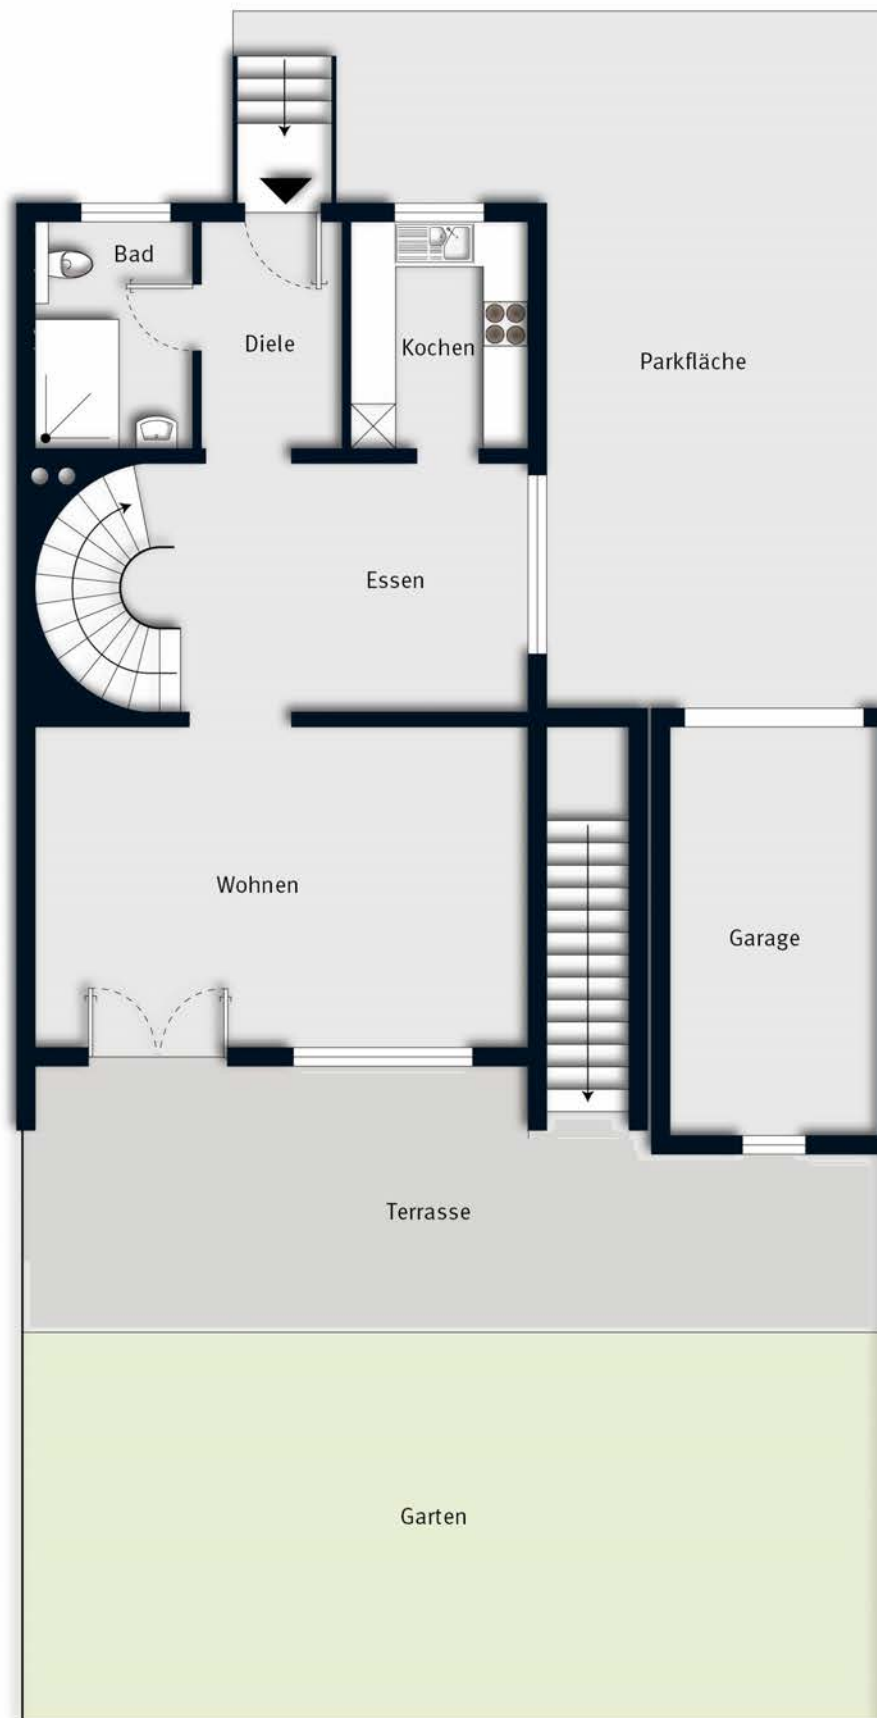 Bad
Diele
Kochen
Parkfläche
Essen
Wohnen
Garage
Terrasse
Garten